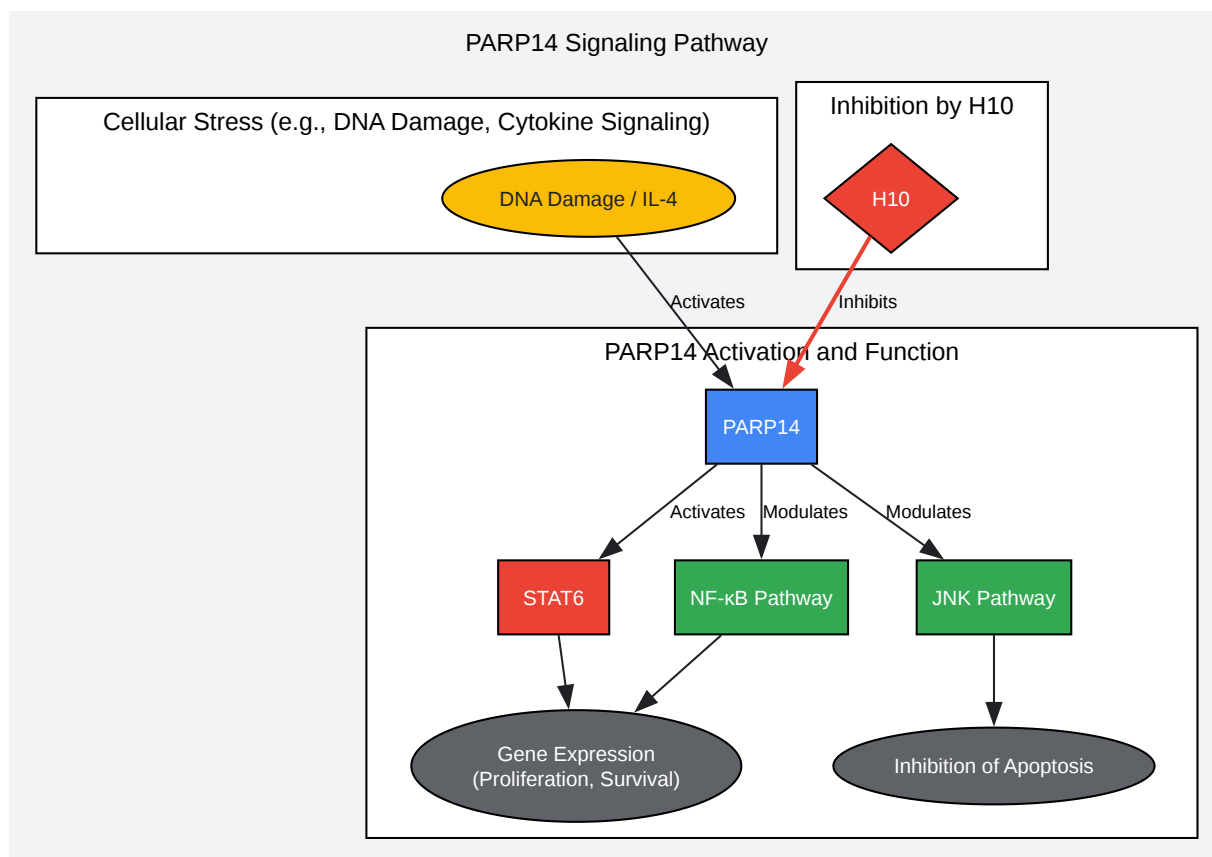 PARP14 Signaling Pathway
Inhibition by H10
Cellular Stress (e.g., DNA Damage, Cytokine Signaling)
DNA Damage / IL-4
H10
Activates
Inhibits
PARP14 Activation and Function
PARP14
Activates
Modulates
Modulates
STAT6
NF-κB Pathway
JNK Pathway
Gene Expression
(Proliferation, Survival)
Inhibition of Apoptosis